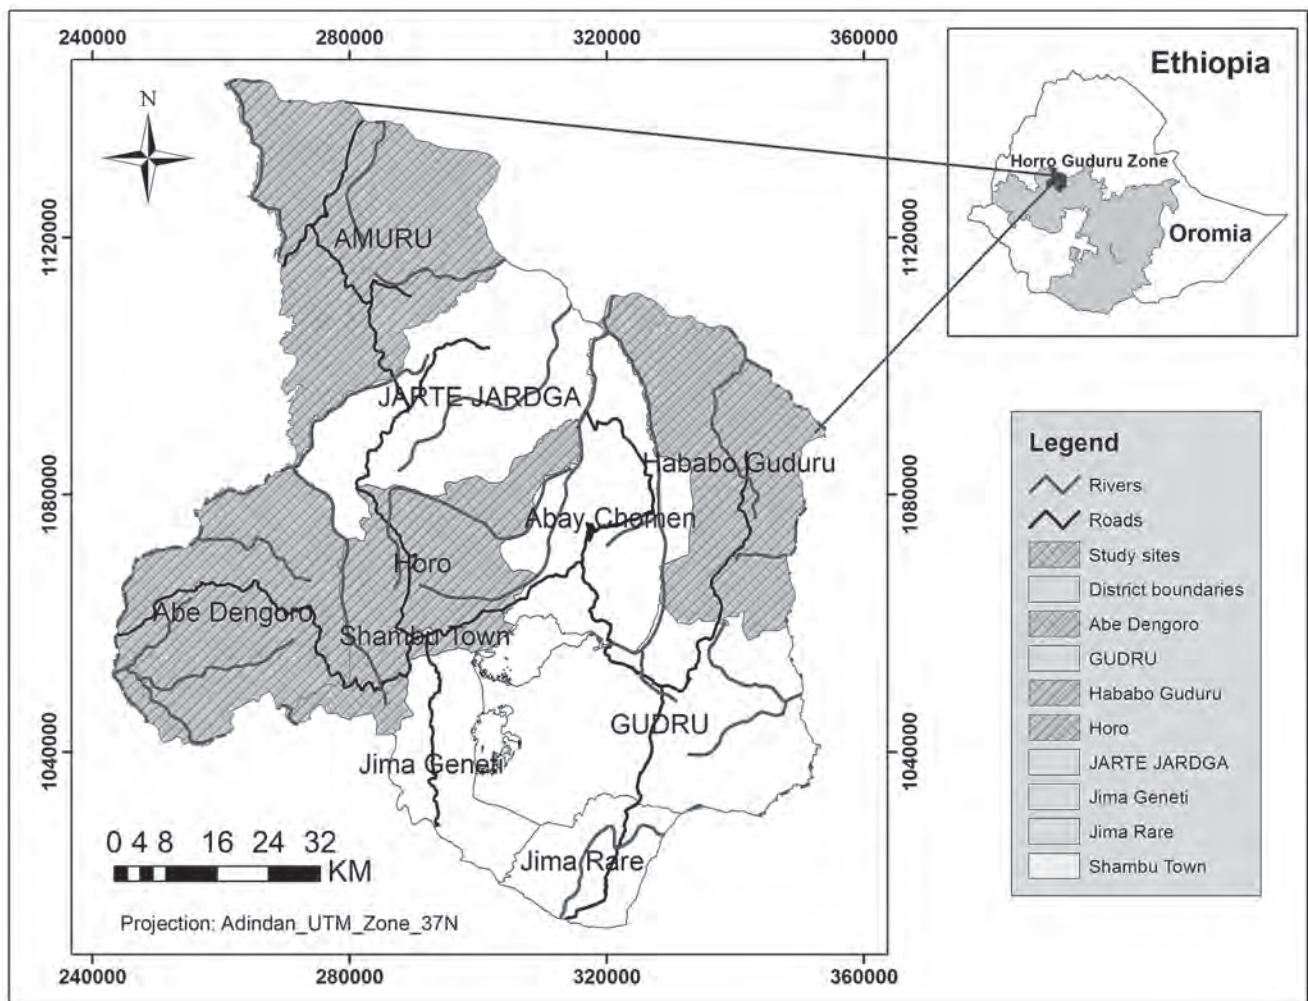 240000 280000 320000 360000
Ethiopia
N
Horro Guduru Zone
Oromia
1120000 1120000
AMURU
JARTE JARDGA
Hababo Guduru
1080000 1080000
Abay Chomen
Horo
Abe Dengoro
Shambu Town
GUDRU
Jima Geneti
1040000 1040000
Jima Rare
0 4 8 16 24 32
KM
Projection: Adindan_UTM_Zone_37N
240000 280000 320000 360000
Legend
Rivers
Roads
Study sites
District boundaries
Abe Dengoro
GUDRU
Hababo Guduru
Horo
JARTE JARDGA
Jima Geneti
Jima Rare
Shambu Town